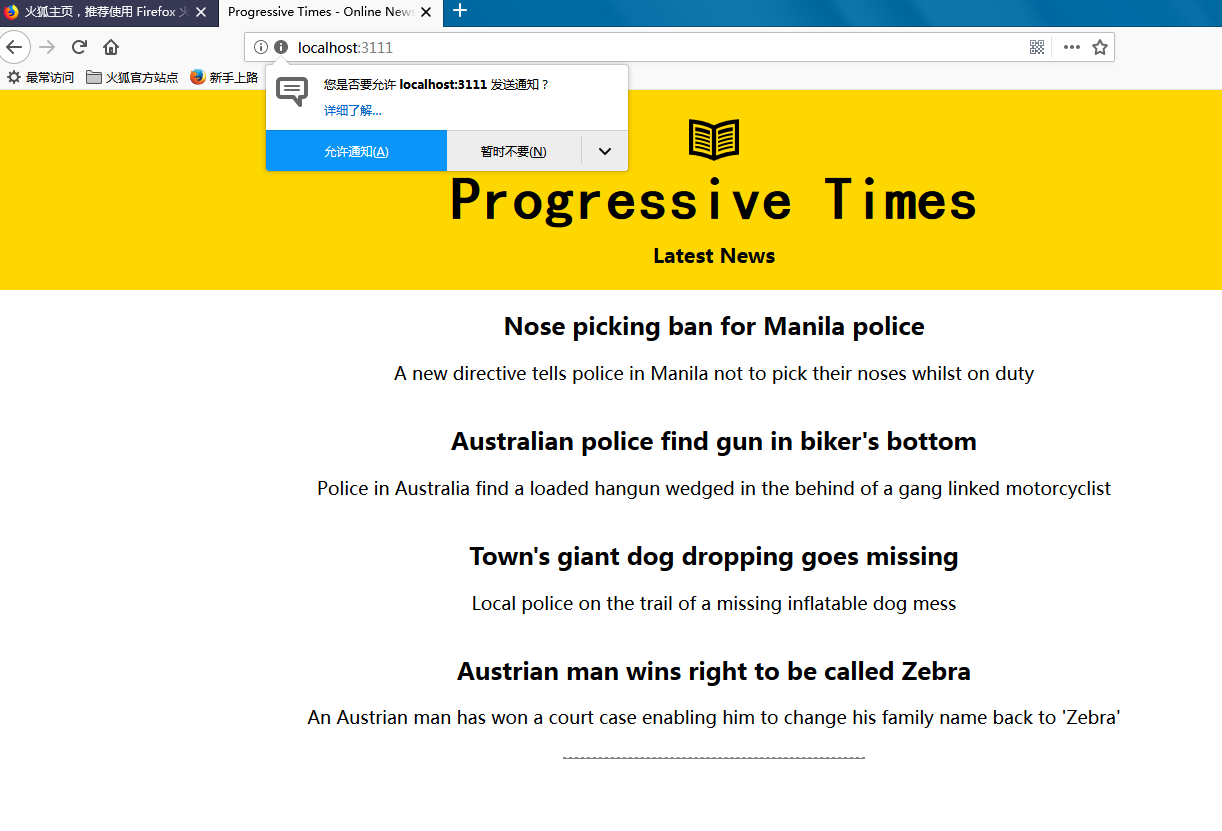 火狐主页，推荐使用 Firefox 火
Progressive Times - Online News
localhost:3111
最常访问 火狐官方站点 新手上路
您是否要允许 localhost:3111 发送通知？
详细了解...
允许通知(A) 暂时不要(N)
Progressive Times
Latest News
Nose picking ban for Manila police
A new directive tells police in Manila not to pick their noses whilst on duty
Australian police find gun in biker's bottom
Police in Australia find a loaded hangun wedged in the behind of a gang linked motorcyclist
Town's giant dog dropping goes missing
Local police on the trail of a missing inflatable dog mess
Austrian man wins right to be called Zebra
An Austrian man has won a court case enabling him to change his family name back to 'Zebra'